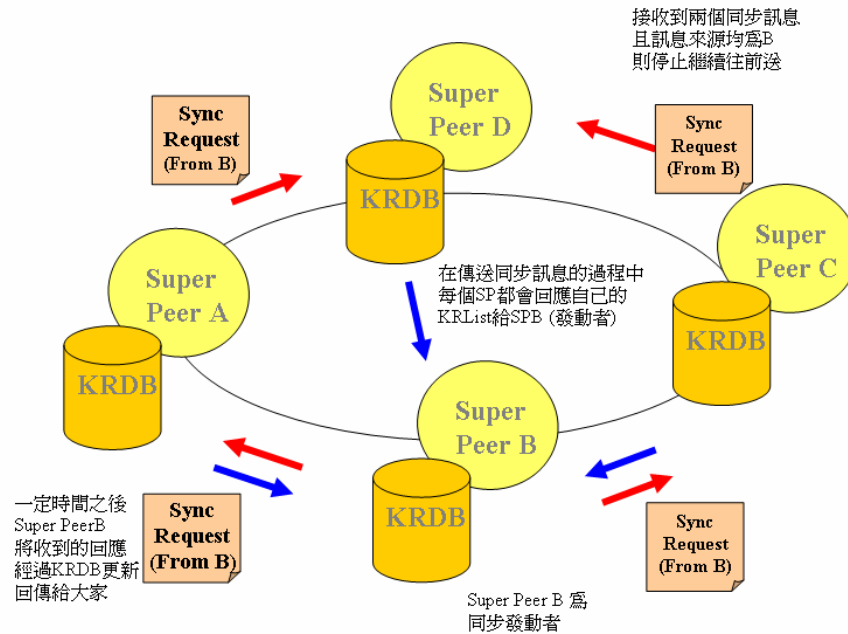 接收到兩個同步訊息
且訊息來源均為B
則停止繼續往前送
Super
Peer D
Sync
Request
(From B)
Sync
Request
(From B)
KRDB
Super
Peer A
Super
Peer C
在傳送同步訊息的過程中
每個SP都會回應自己的
KRList給SPB (發動者)
KRDB
KRDB
Super
Peer B
KRDB
一定時間之後
Super PeerB
將收到的回應
經過KRDB更新
回傳給大家
Sync
Request
(From B)
Sync
Request
(From B)
Super Peer B 為
同步發動者